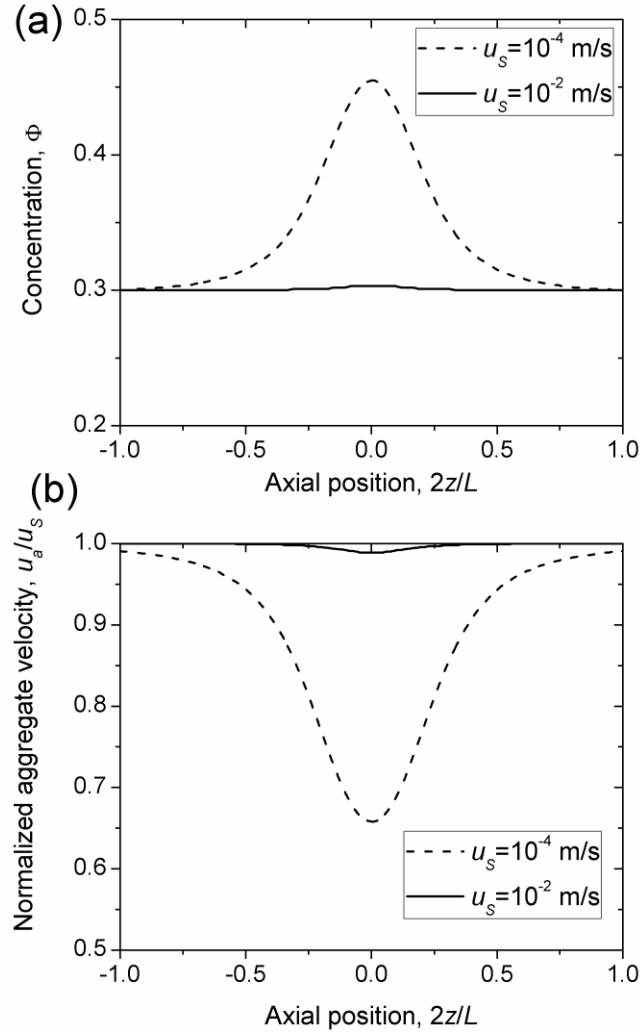 (a)
u_S=10^-4 m/s
u_S=10^-2 m/s
0.5
0.4
0.3
0.2
Concentration, Φ
-1.0 -0.5 0.0 0.5 1.0
Axial position, 2z/L
(b)
1.0
0.9
0.8
0.7
0.6
0.5
Normalized aggregate velocity, u_a/u_S
u_S=10^-4 m/s
u_S=10^-2 m/s
-1.0 -0.5 0.0 0.5 1.0
Axial position, 2z/L